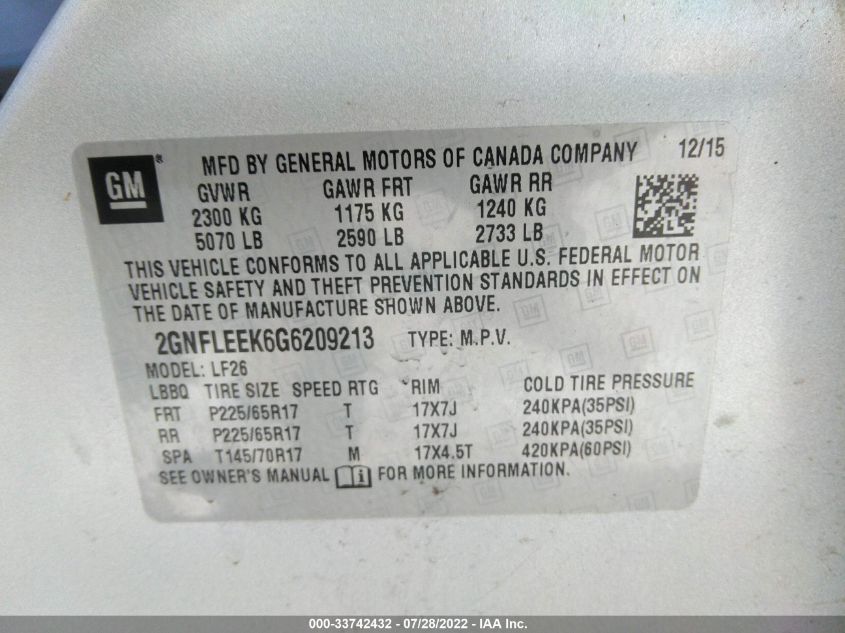 GM ® MFD BY GENERAL MOTORS OF CANADA COMPANY 12/15
GVWR GAWR FRT GAWR RR
2300 KG 1175 KG 1240 KG
5070 LB 2590 LB 2733 LB
THIS VEHICLE CONFORMS TO ALL APPLICABLE U.S. FEDERAL MOTOR
VEHICLE SAFETY AND THEFT PREVENTION STANDARDS IN EFFECT ON
THE DATE OF MANUFACTURE SHOWN ABOVE.
2GNFLEEK6G6209213 TYPE: M.P.V.
MODEL: LF26
LBBQ TIRE SIZE SPEED RTG RIM COLD TIRE PRESSURE
FRT P225/65R17 T 17X7J 240KPA(35PSI)
RR P225/65R17 T 17X7J 240KPA(35PSI)
SPA T145/70R17 M 17X4.5T 420KPA(60PSI)
SEE OWNER'S MANUAL FOR MORE INFORMATION.
000-33742432 - 07/28/2022 - IAA Inc.